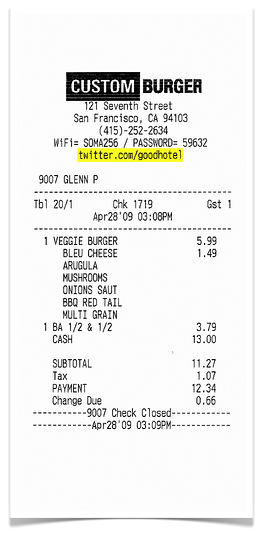 CUSTOM BURGER
121 Seventh Street
San Francisco, CA 94103
(415)-252-2634
WiFi= SOMA256 / PASSWORD= 59632
twitter.com/goodhotel
9007 GLENN P
Tbl 20/1 Chk 1719 Gst 1
Apr28'09 03:08PM
1 VEGGIE BURGER 5.99
BLEU CHEESE 1.49
ARUGULA
MUSHROOMS
ONIONS SAUT
BBQ RED TAIL
MULTI GRAIN
1 BA 1/2 & 1/2 3.79
CASH 13.00
SUBTOTAL 11.27
Tax 1.07
PAYMENT 12.34
Change Due 0.66
-----------9007 Check Closed------------
------------Apr28'09 03:09PM------------